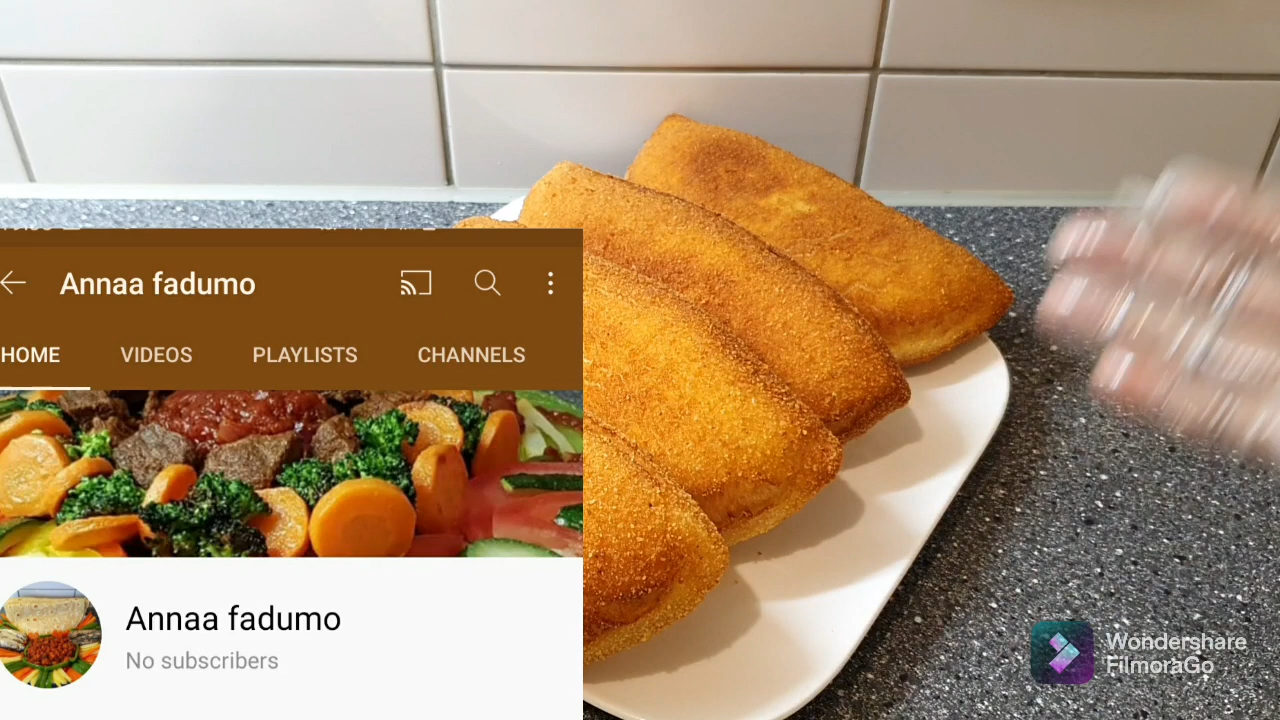 Annaa fadumo
HOME VIDEOS PLAYLISTS CHANNELS
Annaa fadumo
No subscribers
Wondershare
FilmoraGo